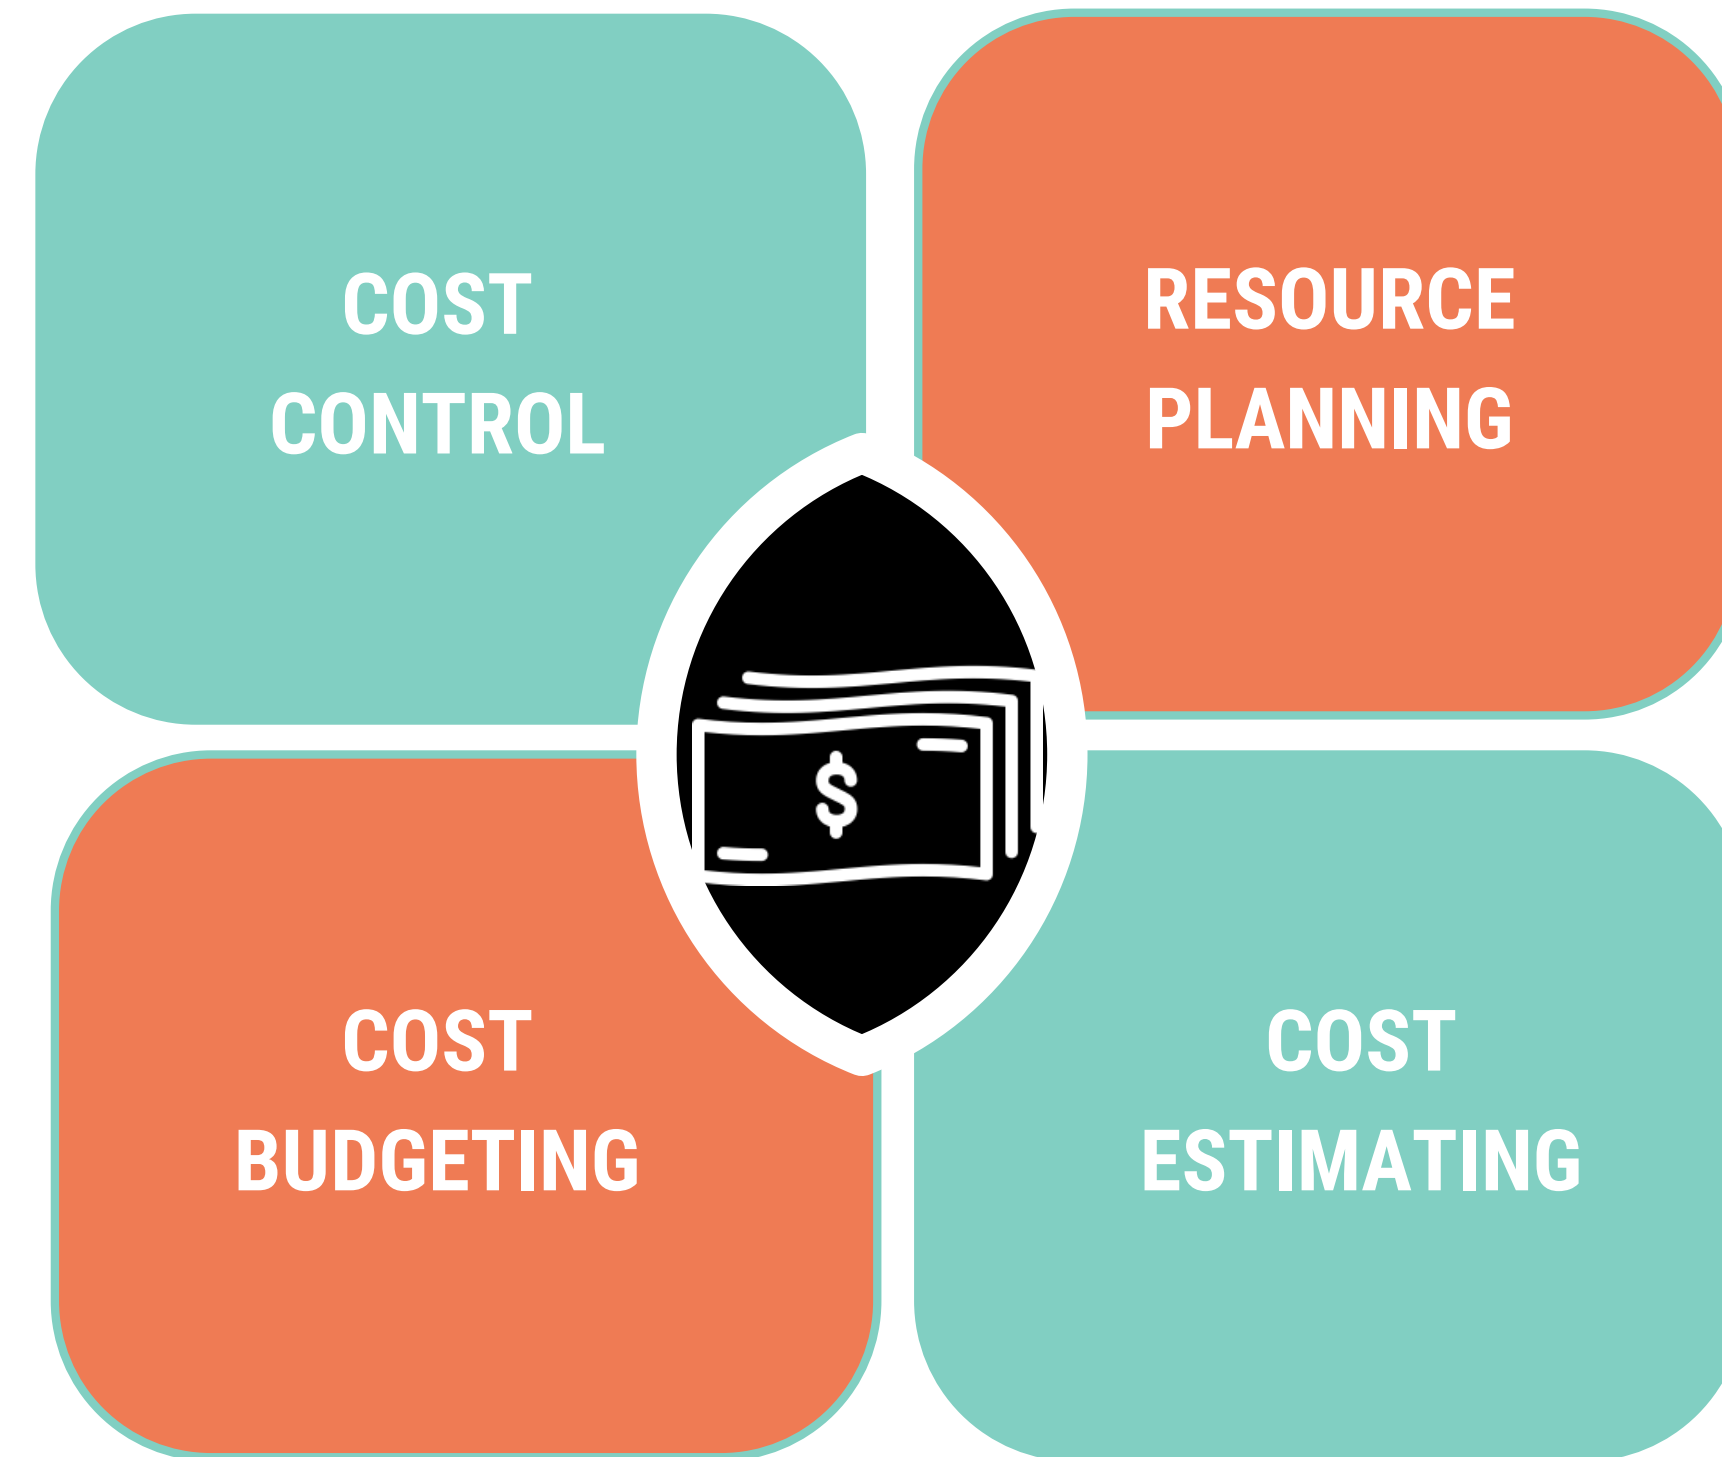 COST
CONTROL
RESOURCE
PLANNING
$
COST
BUDGETING
COST
ESTIMATING